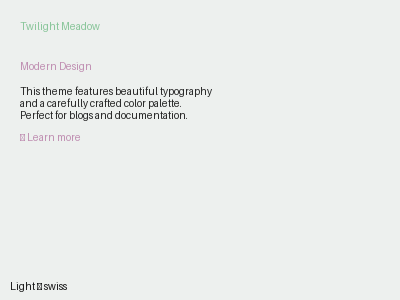 Twilight Meadow
Modern Design
This theme features beautiful typography
and a carefully crafted color palette.
Perfect for blogs and documentation.
Learn more
Light swiss